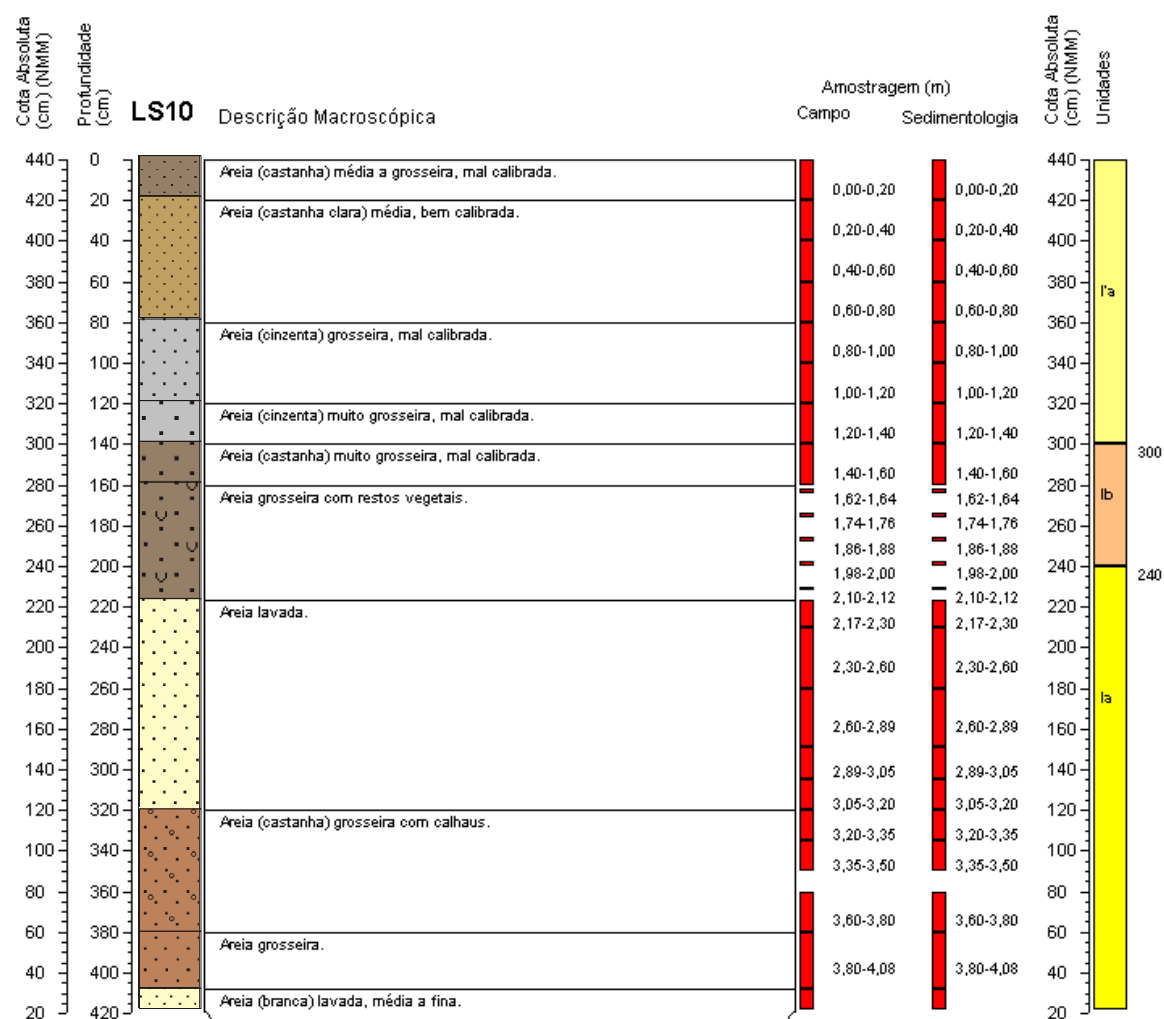 Cota Absoluta
(cm) (NMM)
Profundidade
(cm)
LS10
Descrição Macroscópica
Amostragem (m)
Campo
Sedimentologia
Cota Absoluta
(cm) (NMM)
Unidades
440 0 440
420 20 420
400 40 400
380 60 380
360 80 360
340 100 340
320 120 320
300 140 300
280 160 280
260 180 260
240 200 240
220 220 220
200 240 200
180 260 180
160 280 160
140 300 140
120 320 120
100 340 100
80 360 80
60 380 60
40 400 40
20 420 20
Areia (castanha) média a grosseira, mal calibrada.
Areia (castanha clara) média, bem calibrada.
Areia (cinzenta) grosseira, mal calibrada.
Areia (cinzenta) muito grosseira, mal calibrada.
Areia (castanha) muito grosseira, mal calibrada.
Areia grosseira com restos vegetais.
Areia lavada.
Areia (castanha) grosseira com calhaus.
Areia grosseira.
Areia (branca) lavada, média a fina.
0,00-0,20 0,00-0,20
0,20-0,40 0,20-0,40
0,40-0,60 0,40-0,60
0,60-0,80 0,60-0,80
0,80-1,00 0,80-1,00
1,00-1,20 1,00-1,20
1,20-1,40 1,20-1,40
1,40-1,60 1,40-1,60
1,62-1,64 1,62-1,64
1,74-1,76 1,74-1,76
1,86-1,88 1,86-1,88
1,98-2,00 1,98-2,00
2,10-2,12 2,10-2,12
2,17-2,30 2,17-2,30
2,30-2,60 2,30-2,60
2,60-2,89 2,60-2,89
2,89-3,05 2,89-3,05
3,05-3,20 3,05-3,20
3,20-3,35 3,20-3,35
3,35-3,50 3,35-3,50
3,60-3,80 3,60-3,80
3,80-4,08 3,80-4,08
I'a
300
Ib
240
Ia